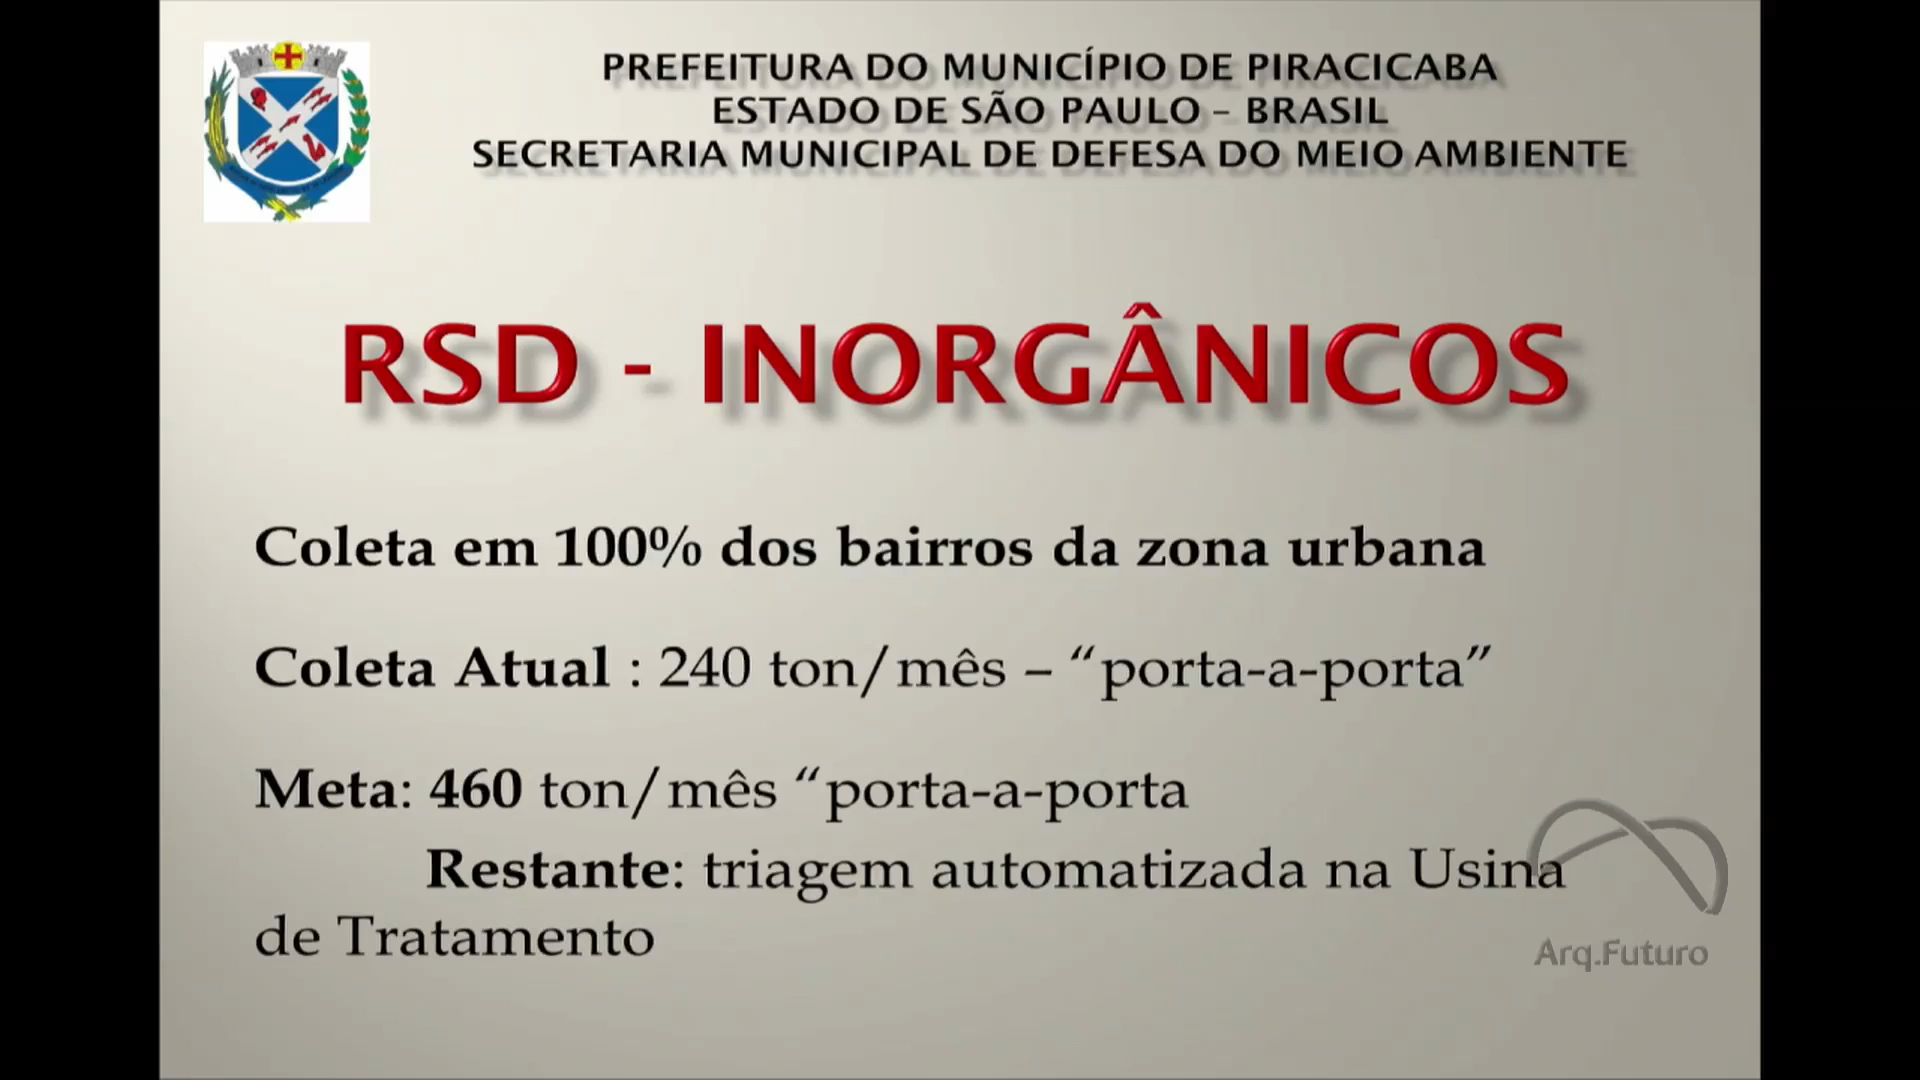 PREFEITURA DO MUNICÍPIO DE PIRACICABA
ESTADO DE SÃO PAULO – BRASIL
SECRETARIA MUNICIPAL DE DEFESA DO MEIO AMBIENTE
RSD - INORGÂNICOS
Coleta em 100% dos bairros da zona urbana
Coleta Atual : 240 ton/mês – “porta-a-porta”
Meta: 460 ton/mês “porta-a-porta
Restante: triagem automatizada na Usina
de Tratamento
Arq.Futuro